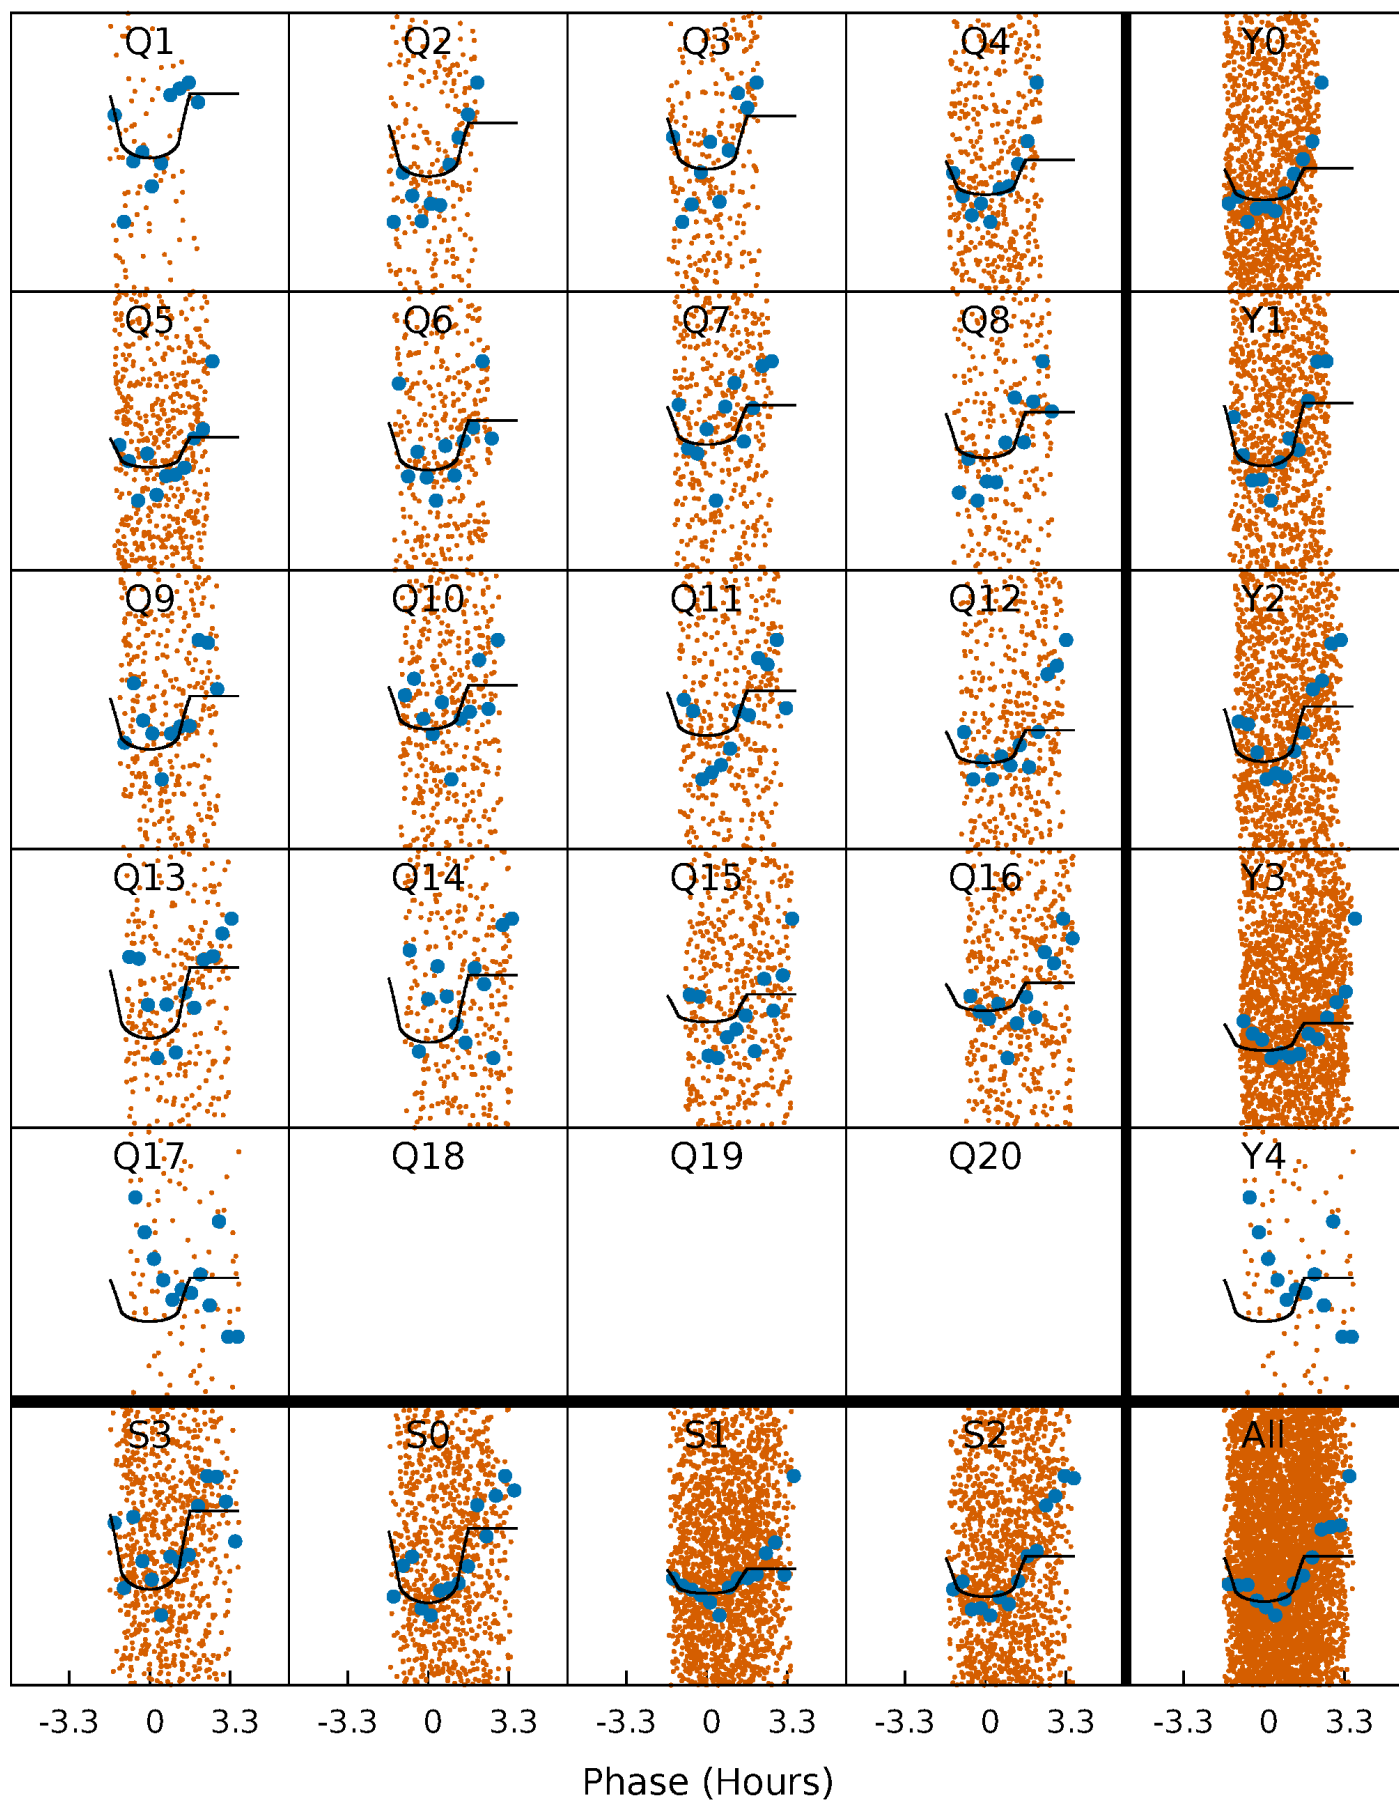 Q1 Q2 Q3 Q4 Y0
Q5 Q6 Q7 Q8 Y1
Q9 Q10 Q11 Q12 Y2
Q13 Q14 Q15 Q16 Y3
Q17 Q18 Q19 Q20 Y4
S3 S0 S1 S2 All
-3.3 0 3.3 -3.3 0 3.3 -3.3 0 3.3 -3.3 0 3.3 -3.3 0 3.3
Phase (Hours)